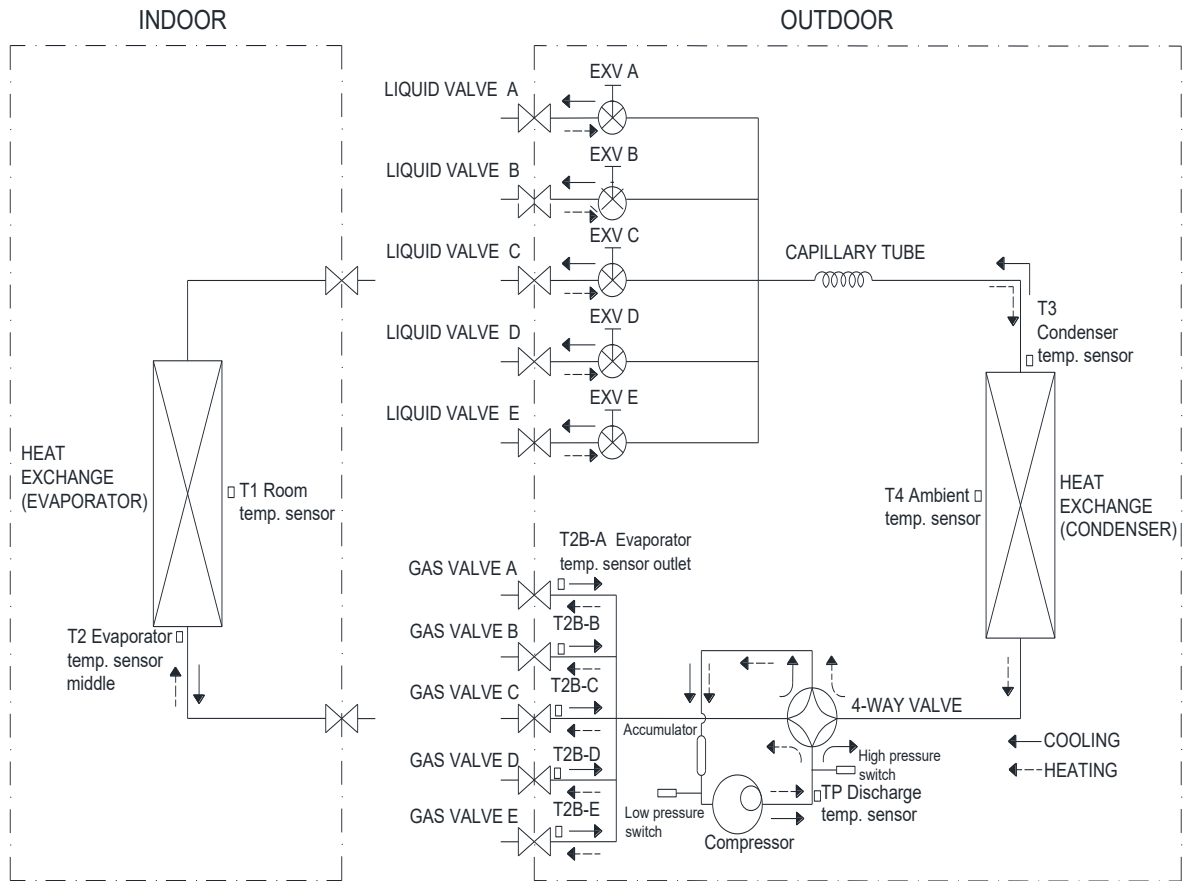 INDOOR
OUTDOOR
LIQUID VALVE A
EXV A
LIQUID VALVE B
EXV B
LIQUID VALVE C
EXV C
CAPILLARY TUBE
T3
Condenser
temp. sensor
LIQUID VALVE D
EXV D
LIQUID VALVE E
EXV E
HEAT
EXCHANGE
(EVAPORATOR)
T1 Room
temp. sensor
T4 Ambient
temp. sensor
HEAT
EXCHANGE
(CONDENSER)
T2B-A Evaporator
temp. sensor outlet
GAS VALVE A
T2 Evaporator
temp. sensor
middle
GAS VALVE B
T2B-B
GAS VALVE C
T2B-C
4-WAY VALVE
Accumulator
GAS VALVE D
T2B-D
High pressure
switch
COOLING
HEATING
GAS VALVE E
T2B-E
Low pressure
switch
TP Discharge
temp. sensor
Compressor